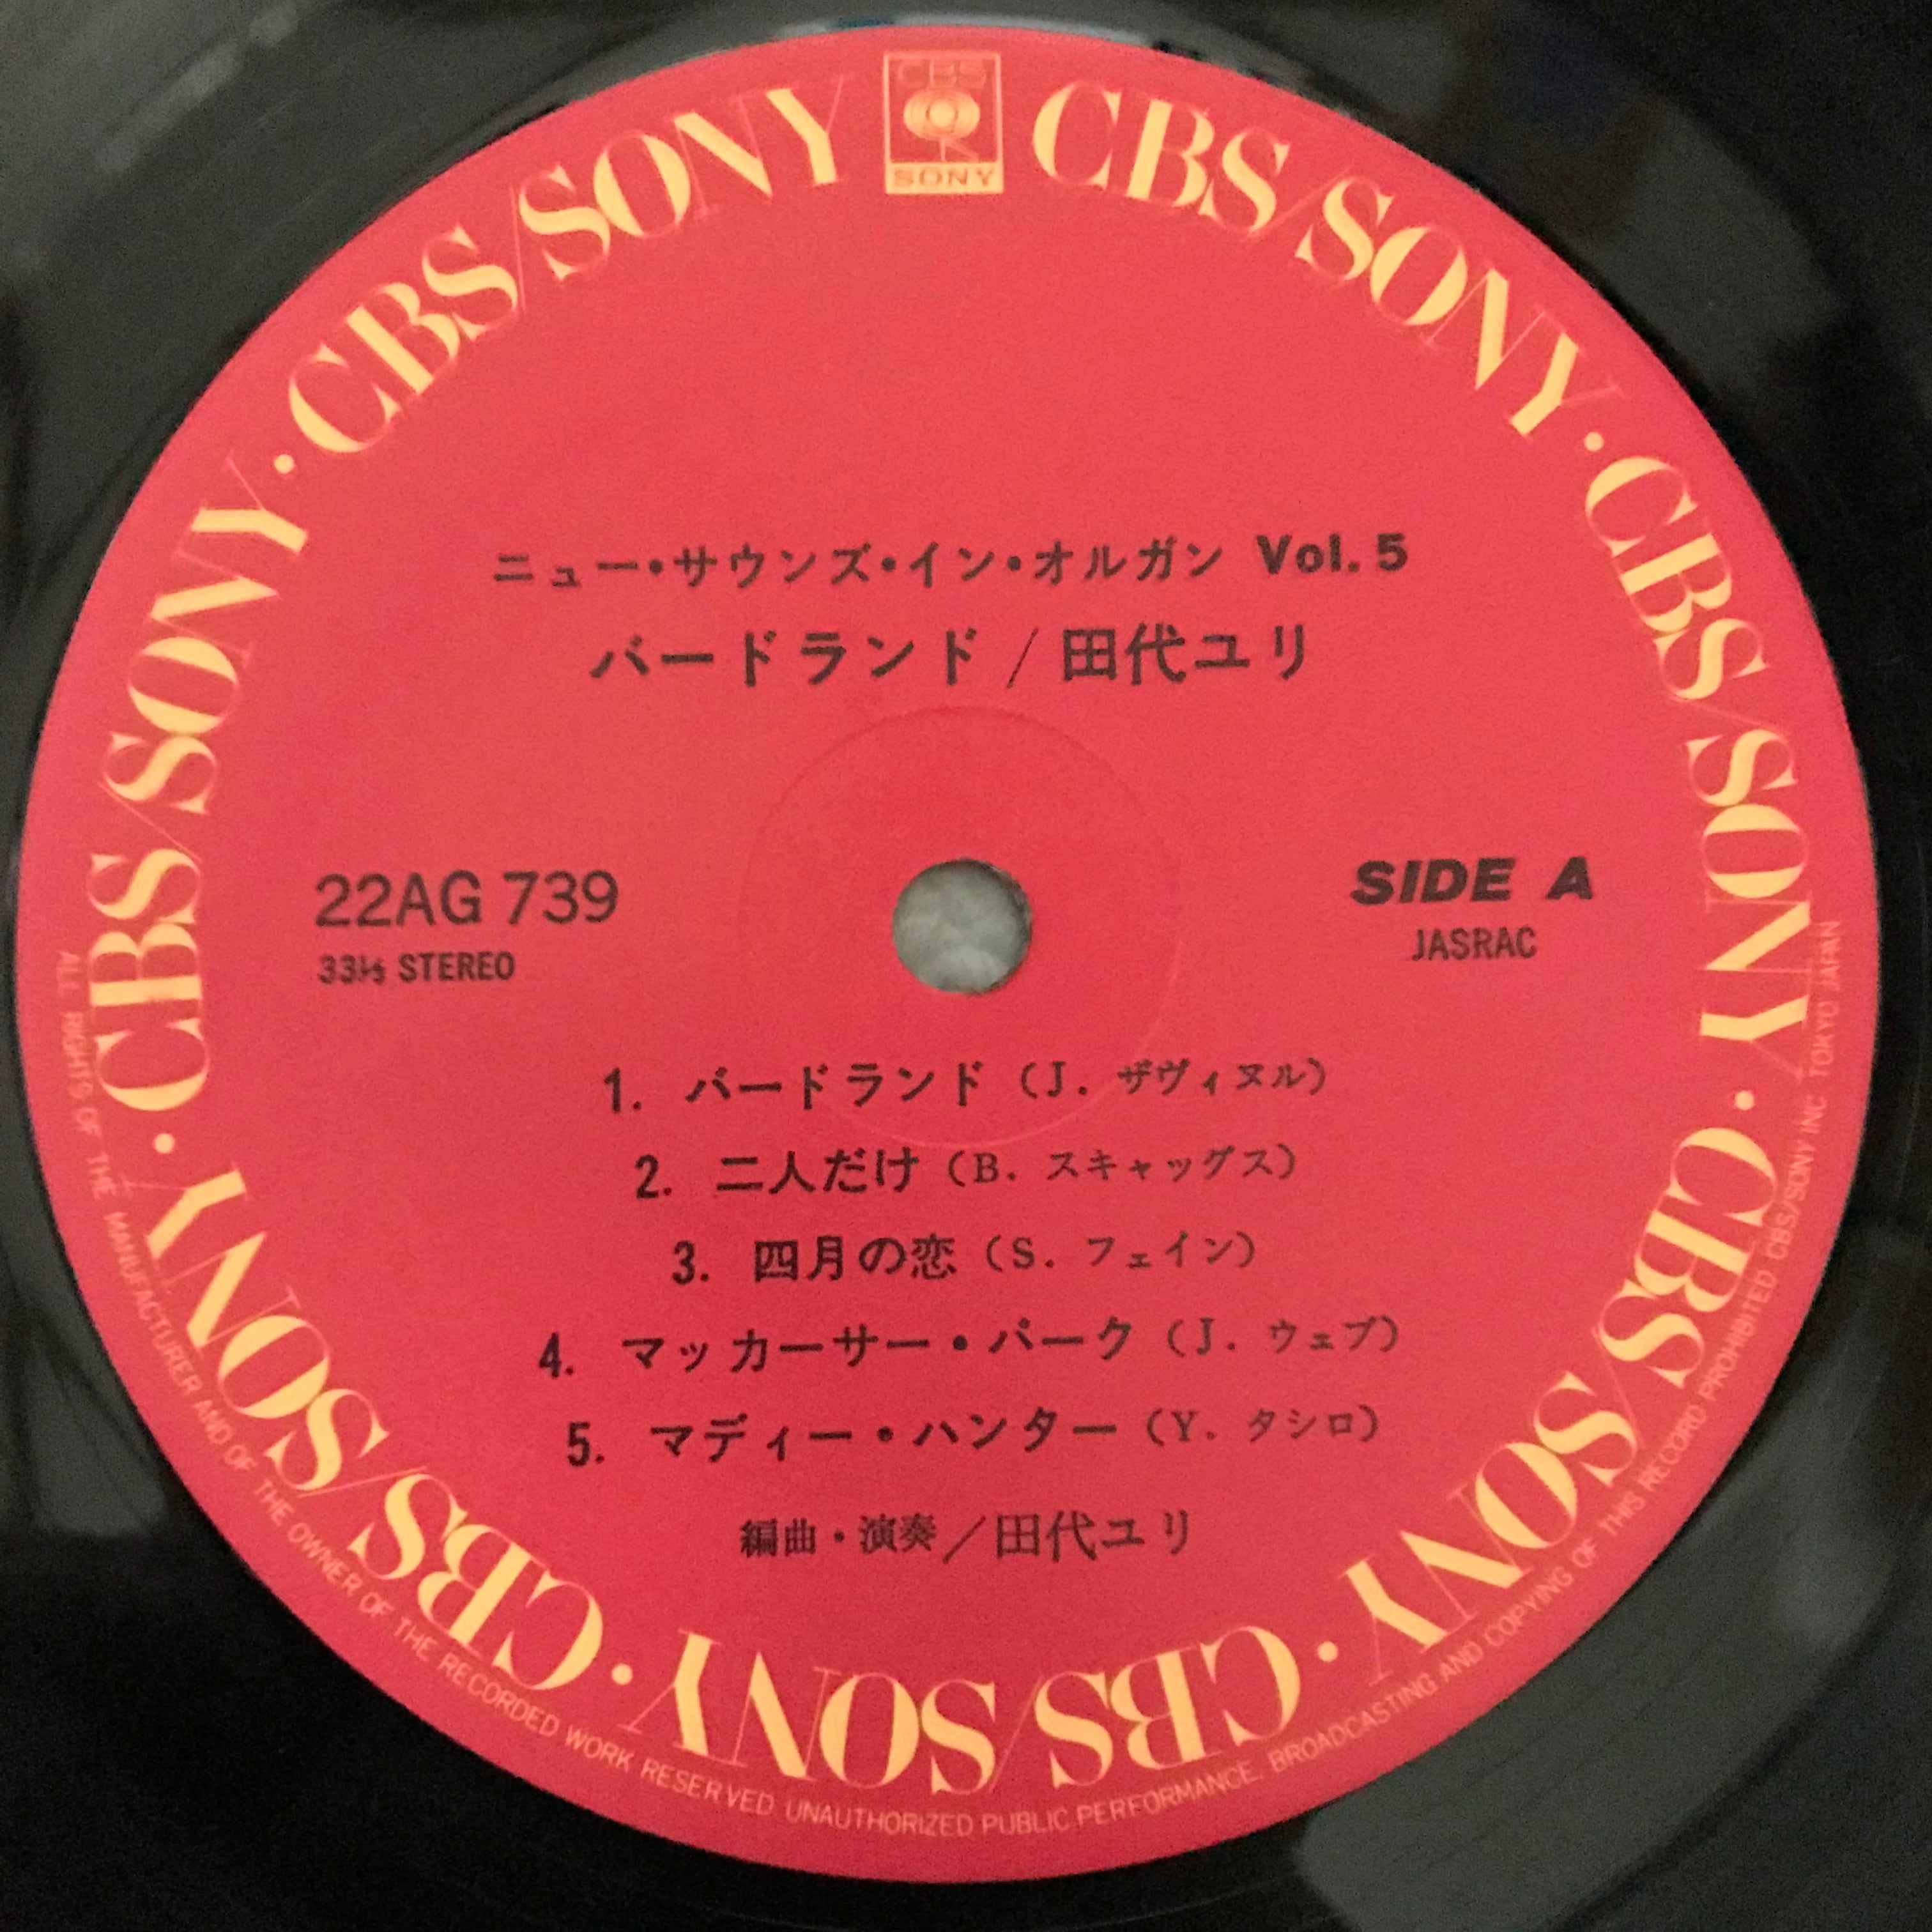 CBS
SONY
CBS/SONY · CBS/SONY · CBS/SONY · CBS/SONY · CBS/SONY · CBS/SONY · CBS/SONY · CBS/SONY
ニュー・サウンズ・イン・オルガン Vol. 5
バードランド / 田代ユリ
22AG 739
33⅓ STEREO
SIDE A
JASRAC
1. バードランド (J. ザヴィヌル)
2. 二人だけ (B. スキャッグス)
3. 四月の恋 (S. フェイン)
4. マッカーサー・パーク (J. ウェブ)
5. マディー・ハンター (Y. タシロ)
編曲・演奏／田代ユリ
ALL RIGHTS OF THE MANUFACTURER AND OF THE OWNER OF THE RECORDED WORK RESERVED UNAUTHORIZED PUBLIC PERFORMANCE, BROADCASTING AND COPYING OF THIS RECORD PROHIBITED CBS/SONY INC TOKYO JAPAN